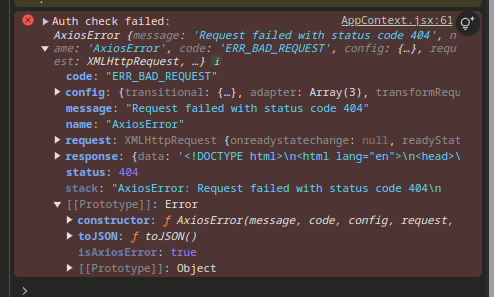 Auth check failed: AppContext.jsx:61
AxiosError {message: 'Request failed with status code 404', n
ame: 'AxiosError', code: 'ERR_BAD_REQUEST', config: {…}, requ
est: XMLHttpRequest, …} i
code: "ERR_BAD_REQUEST"
config: {transitional: {…}, adapter: Array(3), transformRequ
message: "Request failed with status code 404"
name: "AxiosError"
request: XMLHttpRequest {onreadystatechange: null, readyStat
response: {data: '<!DOCTYPE html>\n<html lang="en">\n<head>\
status: 404
stack: "AxiosError: Request failed with status code 404\n
[[Prototype]]: Error
constructor: ƒ AxiosError(message, code, config, request,
toJSON: ƒ toJSON()
isAxiosError: true
[[Prototype]]: Object